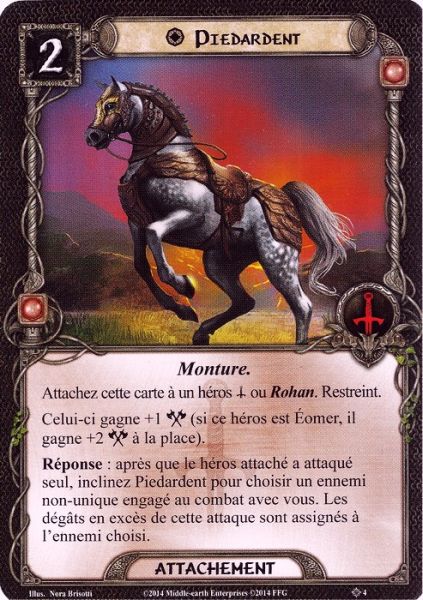 2
Piedardent
Monture.
Attachez cette carte à un héros ou Rohan. Restreint.
Celui-ci gagne +1 (si ce héros est Éomer, il
gagne +2 à la place).
Réponse : après que le héros attaché a attaqué
seul, inclinez Piedardent pour choisir un ennemi
non-unique engagé au combat avec vous. Les
dégâts en excès de cette attaque sont assignés à
l'ennemi choisi.
ATTACHEMENT
Illus. Nora Brisotti ©2014 Middle-earth Enterprises ©2014 FFG 4